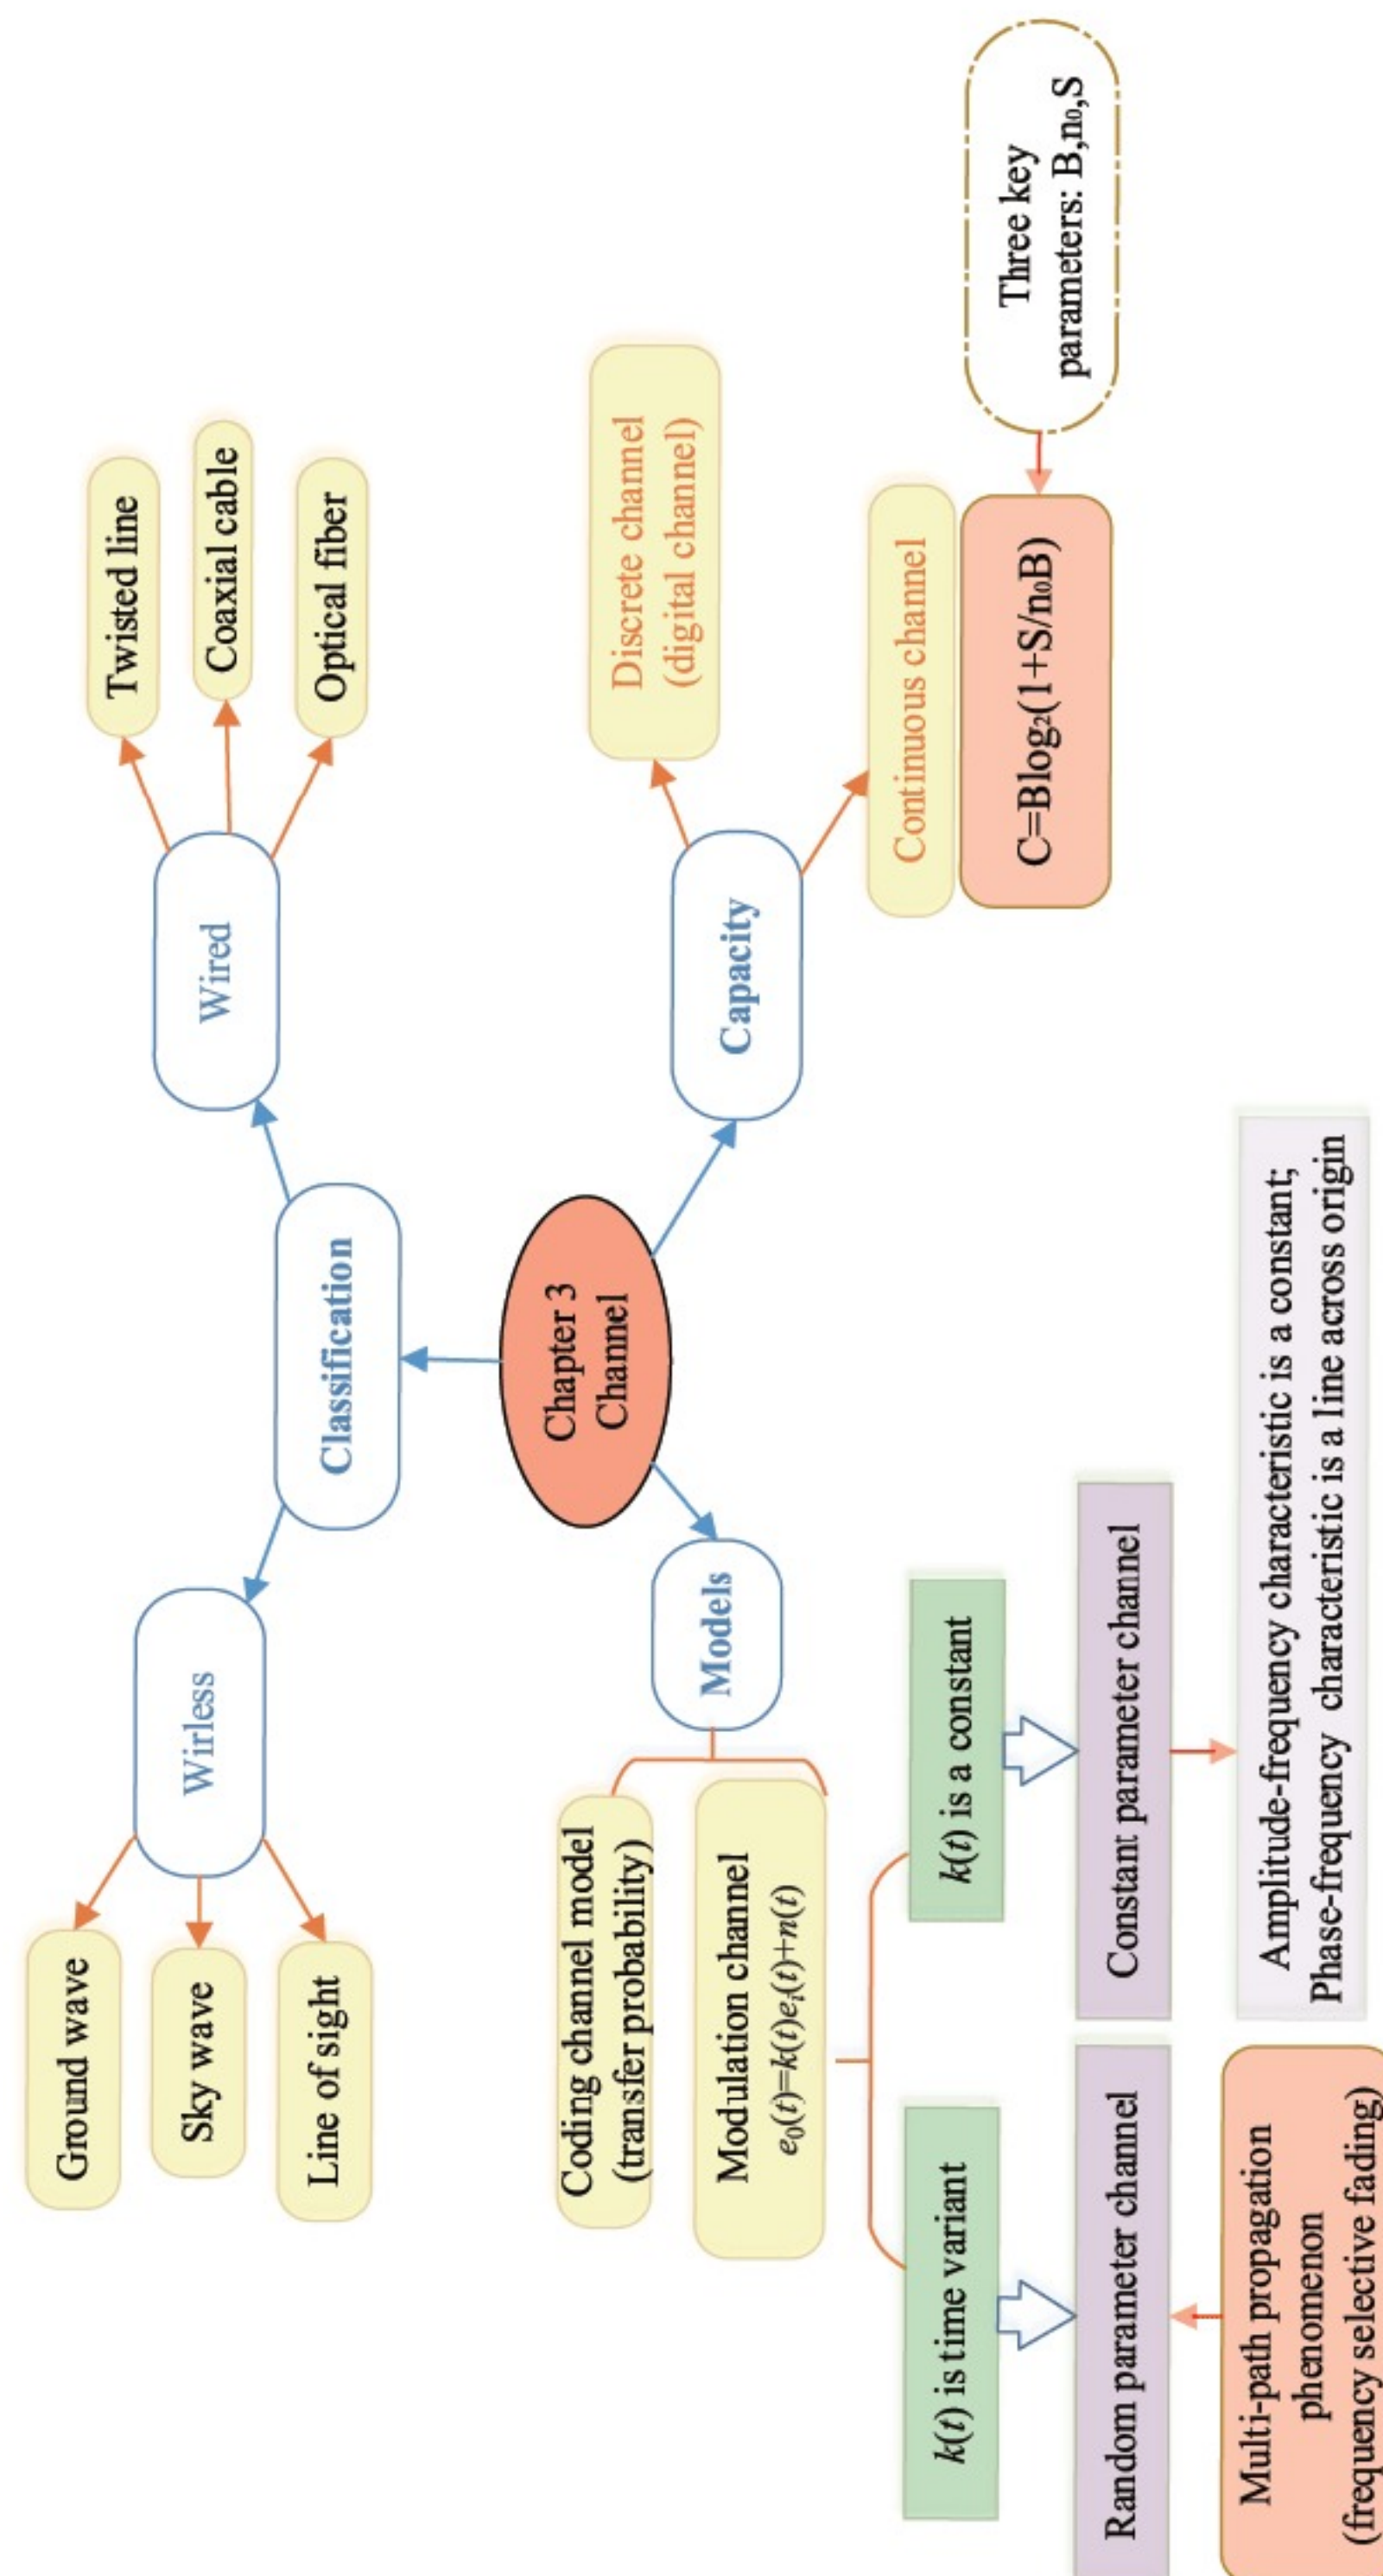 Ground wave
Sky wave
Line of sight
Wirless
Classification
Wired
Twisted line
Coaxial cable
Optical fiber
Chapter 3
Channel
Models
Coding channel model
(transfer probability)
Modulation channel
e₀(t)=k(t)eᵢ(t)+n(t)
k(t) is time variant
k(t) is a constant
Random parameter channel
Constant parameter channel
Multi-path propagation
phenomenon
(frequency selective fading)
Amplitude-frequency characteristic is a constant;
Phase-frequency characteristic is a line across origin
Capacity
Discrete channel
(digital channel)
Continuous channel
C=Blog₂(1+S/n₀B)
Three key
parameters: B,n₀,S